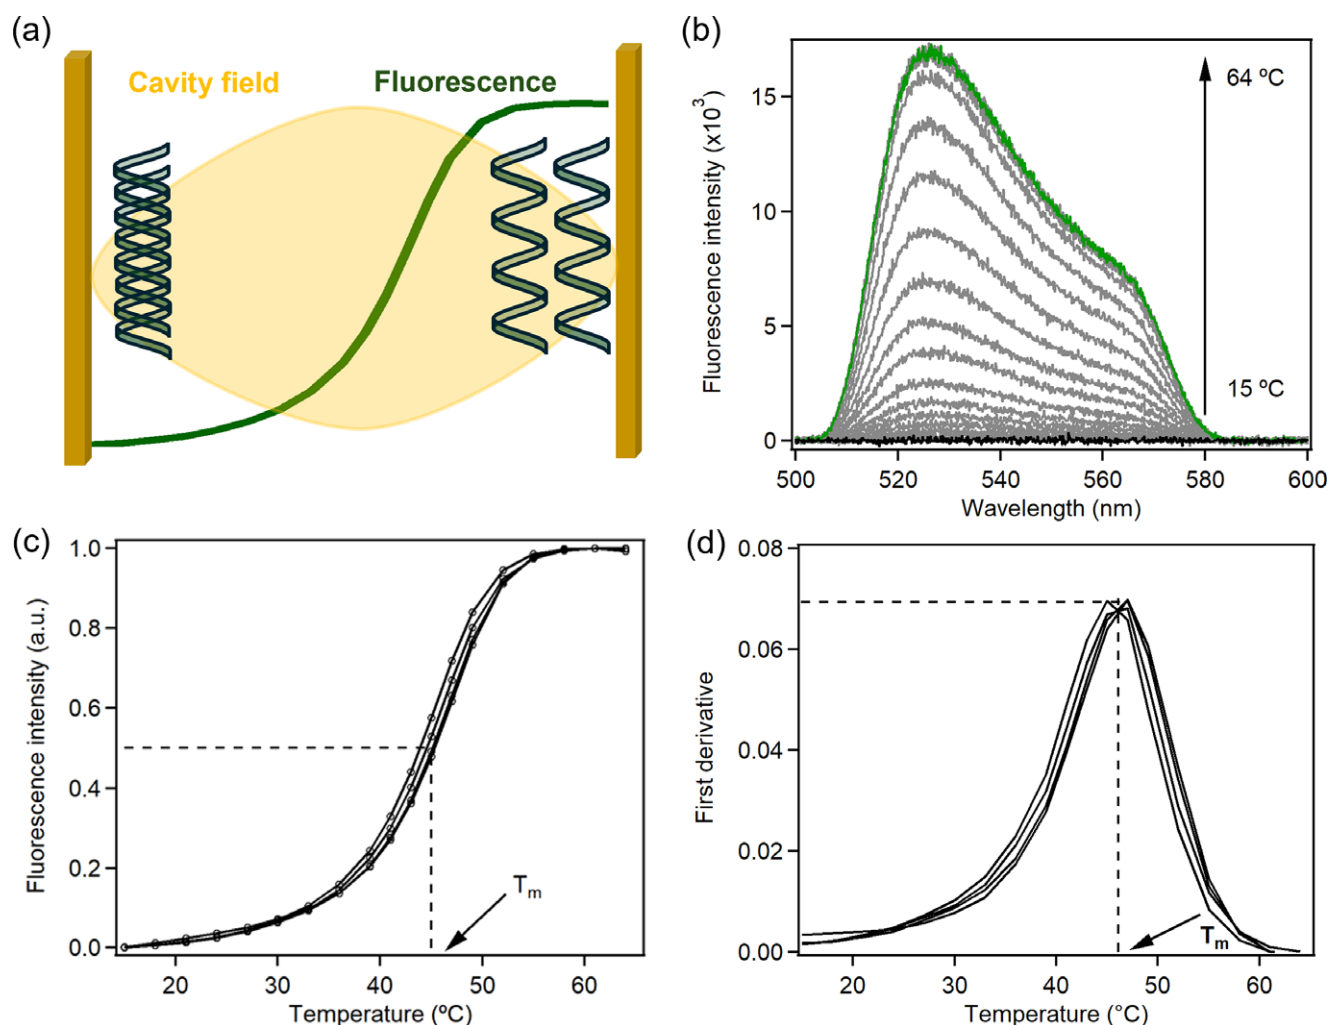 (a)
Cavity field
Fluorescence
(b)
Fluorescence intensity (x10³)
15
10
5
0
64 ºC
15 ºC
500 520 540 560 580 600
Wavelength (nm)
(c)
Fluorescence intensity (a.u.)
1.0
0.8
0.6
0.4
0.2
0.0
Tm
20 30 40 50 60
Temperature (ºC)
(d)
First derivative
0.08
0.06
0.04
0.02
0.00
Tm
20 30 40 50 60
Temperature (°C)